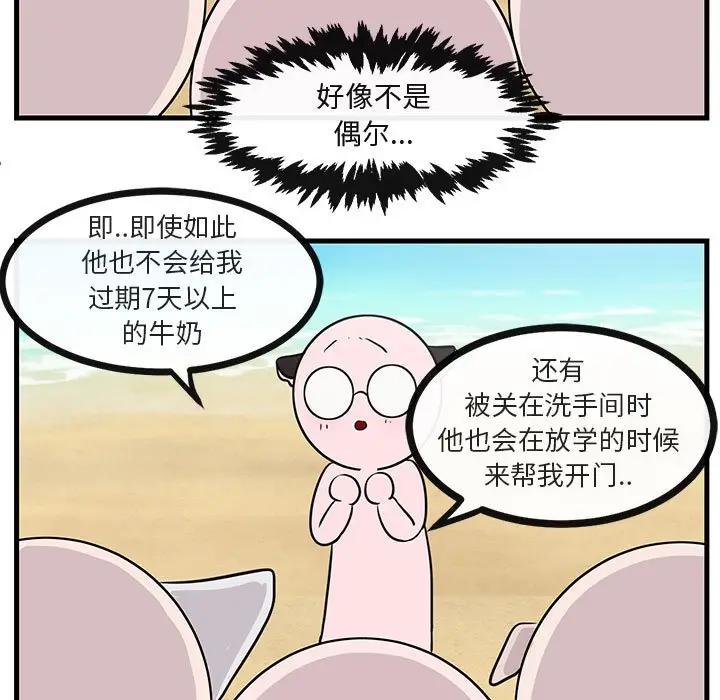 好像不是
偶尔...
即..即使如此
他也不会给我
过期7天以上
的牛奶
还有
被关在洗手间时
他也会在放学的时候
来帮我开门..